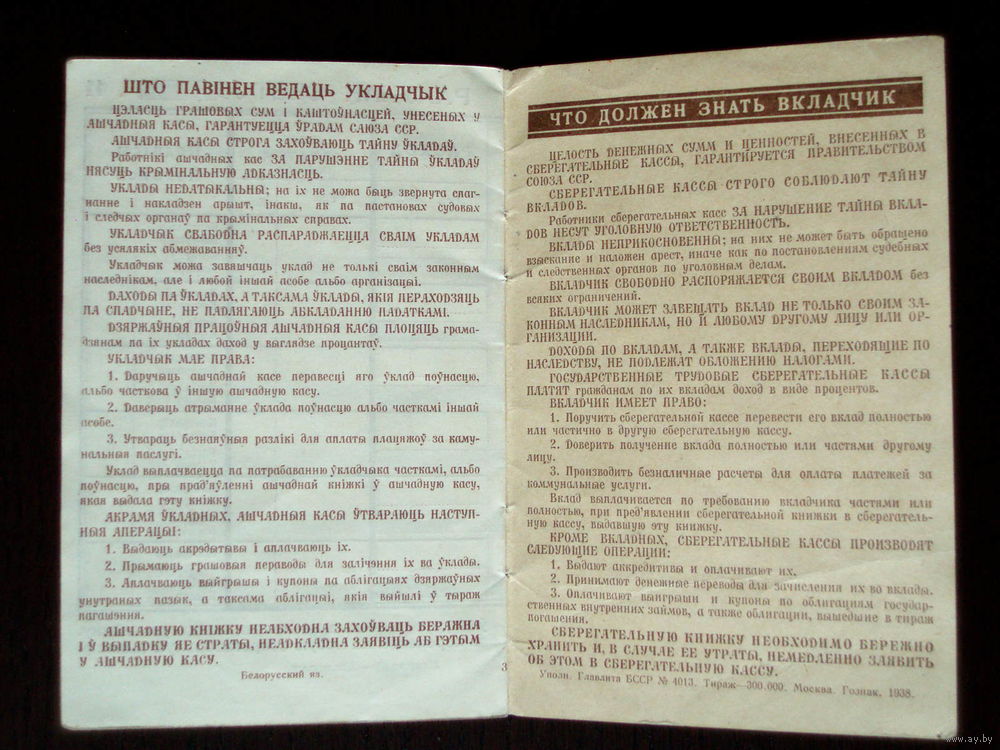 ШТО ПАВІНЕН ВЕДАЦЬ УКЛАДЧЫК
ЦЭЛАСЦЬ ГРАШОВЫХ СУМ І КАШТОЎНАСЦЕЙ, УНЕСЕНЫХ У
АШЧАДНЫЯ КАСЫ, ГАРАНТУЕЦЦА ЎРАДАМ САЮЗА ССР.
АШЧАДНЫЯ КАСЫ СТРОГА ЗАХОЎВАЮЦЬ ТАЙНУ ЎКЛАДАЎ.
Работнікі ашчадных кас ЗА ПАРУШЭННЕ ТАЙНЫ ЎКЛАДАЎ
НЯСУЦЬ КРЫМІНАЛЬНУЮ АДКАЗНАСЦЬ.
УКЛАДЫ НЕДАТЫКАЛЬНЫ; на іх не можа быць звернута спаг-
нанне і накладзен арышт, інакш, як па пастановах судовых
і следчых органаў па крымінальных справах.
УКЛАДЧЫК СВАБОДНА РАСПАРАДЖАЕЦЦА СВАІМ УКЛАДАМ
без усялякіх абмежаванняў.
Укладчык можа завяшчаць уклад не толькі сваім законным
наследнікам, але і любой іншай асобе альбо арганізацыі.
ДАХОДЫ ПА ЎКЛАДАХ, А ТАКСАМА ЎКЛАДЫ, ЯКІЯ ПЕРАХОДЗЯЦЬ
ПА СПАДЧЫНЕ, НЕ ПАДЛЯГАЮЦЬ АБКЛАДАННЮ ПАДАТКАМІ.
ДЗЯРЖАЎНЫЯ ПРАЦОЎНЫЯ АШЧАДНЫЯ КАСЫ ПЛОЦЯЦЬ грама-
дзянам па іх укладах даход у выглядзе процантаў.
УКЛАДЧЫК МАЕ ПРАВА:
1. Даручыць ашчаднай касе перавесці яго ўклад поўнасцю,
альбо часткова ў іншую ашчадную касу.
2. Даверыць атрыманне ўклада поўнасцю альбо часткамі іншай
асобе.
3. Утвараць безнаяўныя разлікі для аплаты плацяжоў за каму-
нальныя паслугі.
Уклад выплачваецца па патрабаванню ўкладчыка часткамі, альбо
поўнасцю, пры прад'яўленні ашчаднай кніжкі ў ашчадную касу,
якая выдала гэту кніжку.
АКРАМЯ ЎКЛАДНЫХ, АШЧАДНЫЯ КАСЫ ЎТВАРАЮЦЬ НАСТУП-
НЫЯ АПЕРАЦЫІ:
1. Выдаюць акрэдытывы і аплачваюць іх.
2. Прымаюць грашовыя пераводы для залічэння іх ва ўклады.
3. Аплачваюць выйгрышы і купоны па аблігацыях дзяржаўных
унутраных пазык, а таксама аблігацыі, якія выйшлі ў тыраж
пагашэння.
АШЧАДНУЮ КНІЖКУ НЕАБХОДНА ЗАХОЎВАЦЬ БЕРАЖНА
І Ў ВЫПАДКУ ЯЕ СТРАТЫ, НЕАДКЛАДНА ЗАЯВІЦЬ АБ ГЭТЫМ
У АШЧАДНУЮ КАСУ.
Белорусский яз.
3
ЧТО ДОЛЖЕН ЗНАТЬ ВКЛАДЧИК
ЦЕЛОСТЬ ДЕНЕЖНЫХ СУММ И ЦЕННОСТЕЙ, ВНЕСЕННЫХ В
СБЕРЕГАТЕЛЬНЫЕ КАССЫ, ГАРАНТИРУЕТСЯ ПРАВИТЕЛЬСТВОМ
СОЮЗА ССР.
СБЕРЕГАТЕЛЬНЫЕ КАССЫ СТРОГО СОБЛЮДАЮТ ТАЙНУ
ВКЛАДОВ.
Работники сберегательных касс ЗА НАРУШЕНИЕ ТАЙНЫ ВКЛА-
ДОВ НЕСУТ УГОЛОВНУЮ ОТВЕТСТВЕННОСТЬ.
ВКЛАДЫ НЕПРИКОСНОВЕННЫ; на них не может быть обращено
взыскание и наложен арест, иначе как по постановлениям судебных
и следственных органов по уголовным делам.
ВКЛАДЧИК СВОБОДНО РАСПОРЯЖАЕТСЯ СВОИМ ВКЛАДОМ без
всяких ограничений.
ВКЛАДЧИК МОЖЕТ ЗАВЕЩАТЬ ВКЛАД НЕ ТОЛЬКО СВОИМ ЗА-
КОННЫМ НАСЛЕДНИКАМ, НО И ЛЮБОМУ ДРУГОМУ ЛИЦУ ИЛИ ОР-
ГАНИЗАЦИИ.
ДОХОДЫ ПО ВКЛАДАМ, А ТАКЖЕ ВКЛАДЫ, ПЕРЕХОДЯЩИЕ ПО
НАСЛЕДСТВУ, НЕ ПОДЛЕЖАТ ОБЛОЖЕНИЮ НАЛОГАМИ.
ГОСУДАРСТВЕННЫЕ ТРУДОВЫЕ СБЕРЕГАТЕЛЬНЫЕ КАССЫ
ПЛАТЯТ гражданам по их вкладам доход в виде процентов.
ВКЛАДЧИК ИМЕЕТ ПРАВО:
1. Поручить сберегательной кассе перевести его вклад полностью
или частично в другую сберегательную кассу.
2. Доверить получение вклада полностью или частями другому
лицу.
3. Производить безналичные расчеты для оплаты платежей за
коммунальные услуги.
Вклад выплачивается по требованию вкладчика частями или
полностью, при пред'явлении сберегательной книжки в сберегатель-
ную кассу, выдавшую эту книжку.
КРОМЕ ВКЛАДНЫХ, СБЕРЕГАТЕЛЬНЫЕ КАССЫ ПРОИЗВОДЯТ
СЛЕДУЮЩИЕ ОПЕРАЦИИ:
1. Выдают аккредитивы и оплачивают их.
2. Принимают денежные переводы для зачисления их во вклады.
3. Оплачивают выигрыши и купоны по облигациям государ-
ственных внутренних займов, а также облигации, вышедшие в тираж
погашения.
СБЕРЕГАТЕЛЬНУЮ КНИЖКУ НЕОБХОДИМО БЕРЕЖНО
ХРАНИТЬ И, В СЛУЧАЕ ЕЕ УТРАТЫ, НЕМЕДЛЕННО ЗАЯВИТЬ
ОБ ЭТОМ В СБЕРЕГАТЕЛЬНУЮ КАССУ.
Уполн. Главлита БССР № 4013. Тираж—300.000. Москва. Гознак. 1938.
www.ay.by